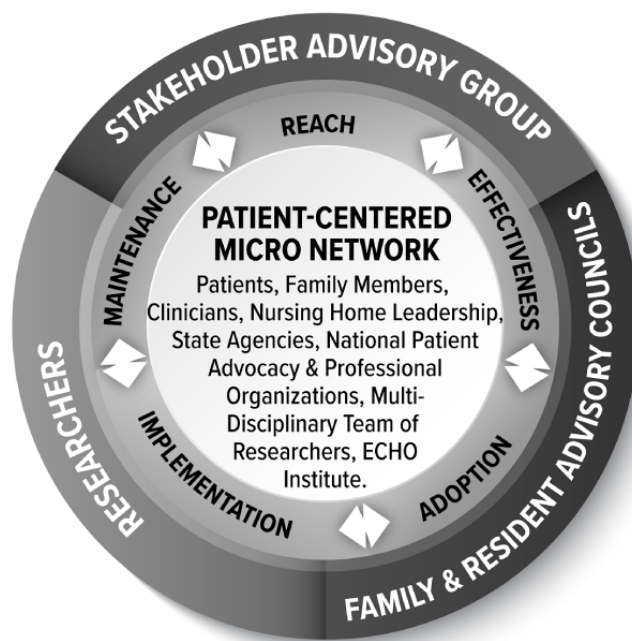 STAKEHOLDER ADVISORY GROUP
REACH
EFFECTIVENESS
ADOPTION
IMPLEMENTATION
MAINTENANCE
FAMILY & RESIDENT ADVISORY COUNCILS
RESEARCHERS
PATIENT-CENTERED
MICRO NETWORK
Patients, Family Members,
Clinicians, Nursing Home Leadership,
State Agencies, National Patient
Advocacy & Professional
Organizations, Multi-
Disciplinary Team of
Researchers, ECHO
Institute.